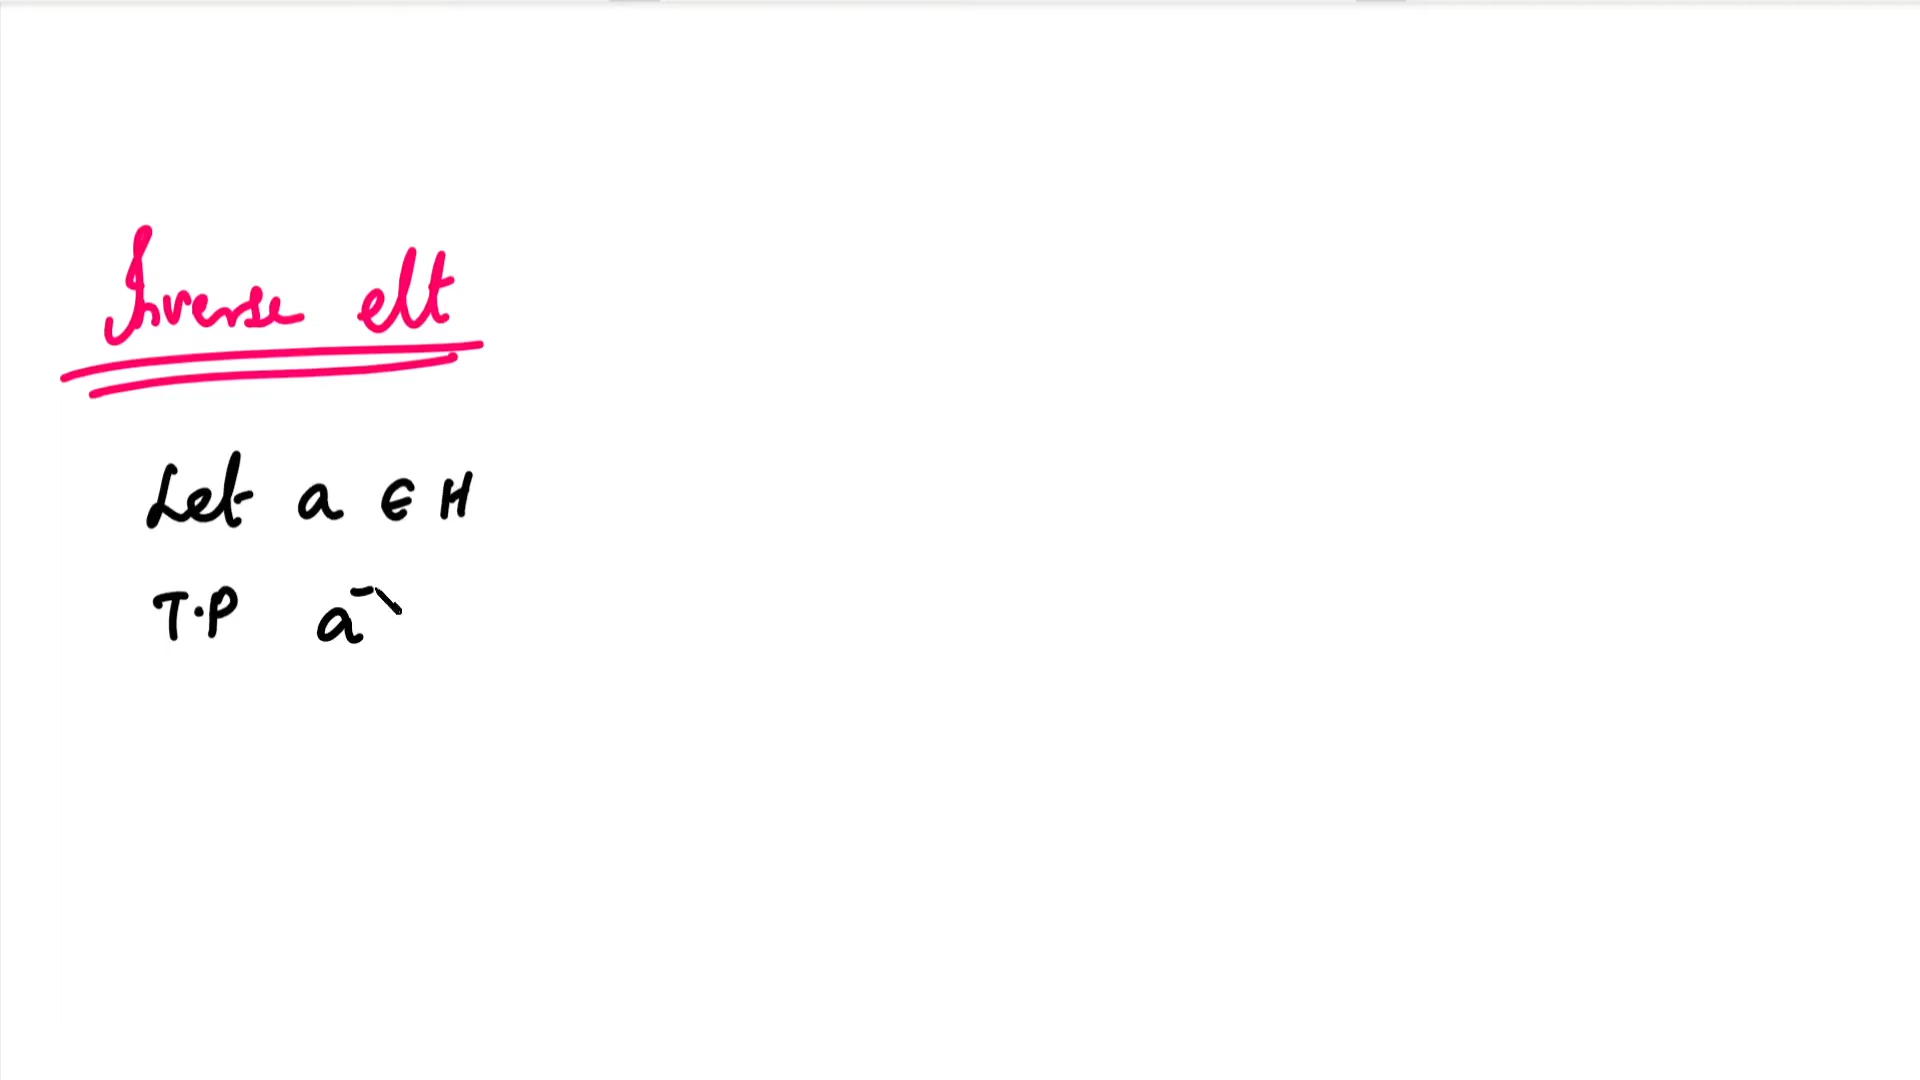 Inverse elt
Let a ∈ H
T.P a⁻